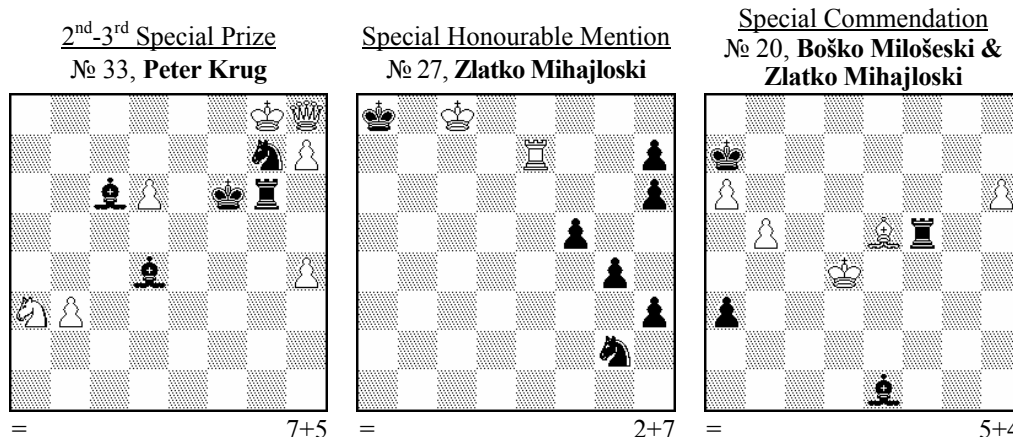 2nd-3rd Special Prize
№ 33, Peter Krug
= 7+5
Special Honourable Mention
№ 27, Zlatko Mihajloski
= 2+7
Special Commendation
№ 20, Boško Milošeski &
Zlatko Mihajloski
= 5+4